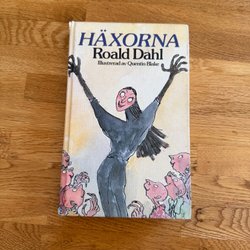 HÄXORNA
Roald Dahl
Illustrerad av Quentin Blake